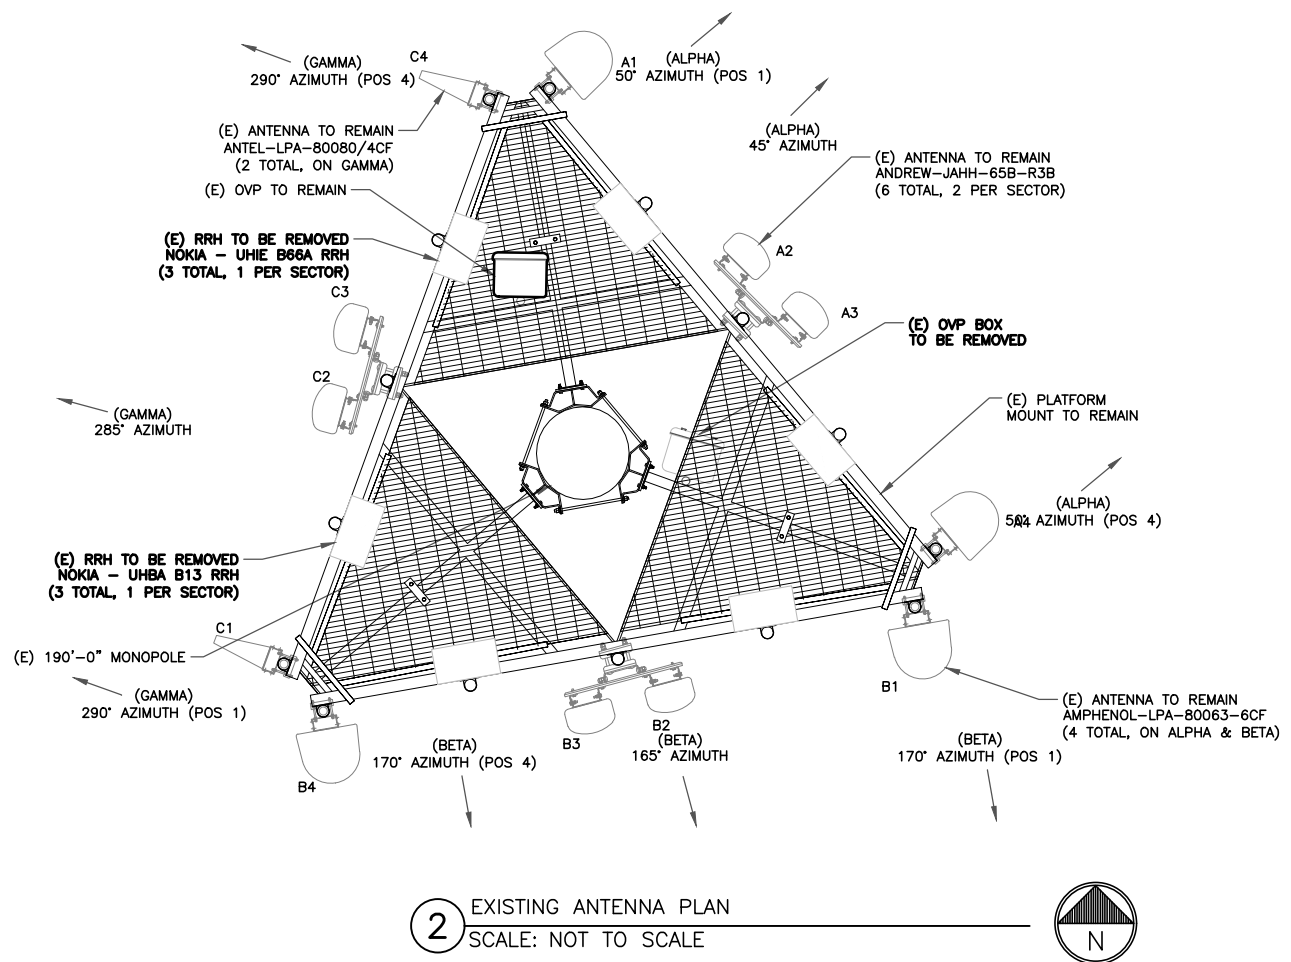 C4
(GAMMA)
290° AZIMUTH (POS 4)
A1
(ALPHA)
50° AZIMUTH (POS 1)
(E) ANTENNA TO REMAIN
ANTEL-LPA-80080/4CF
(2 TOTAL, ON GAMMA)
(ALPHA)
45° AZIMUTH
(E) ANTENNA TO REMAIN
ANDREW-JAHH-65B-R3B
(6 TOTAL, 2 PER SECTOR)
(E) OVP TO REMAIN
(E) RRH TO BE REMOVED
NOKIA - UHIE B66A RRH
(3 TOTAL, 1 PER SECTOR)
A2
C3
A3
(E) OVP BOX
TO BE REMOVED
C2
(GAMMA)
285° AZIMUTH
(E) PLATFORM
MOUNT TO REMAIN
(ALPHA)
50° AZIMUTH (POS 4)
A4
(E) RRH TO BE REMOVED
NOKIA - UHBA B13 RRH
(3 TOTAL, 1 PER SECTOR)
C1
(E) 190'-0" MONOPOLE
(GAMMA)
290° AZIMUTH (POS 1)
B1
(E) ANTENNA TO REMAIN
AMPHENOL-LPA-80063-6CF
(4 TOTAL, ON ALPHA & BETA)
B2
B3
(BETA)
170° AZIMUTH (POS 4)
(BETA)
165° AZIMUTH
(BETA)
170° AZIMUTH (POS 1)
B4
2
EXISTING ANTENNA PLAN
SCALE: NOT TO SCALE
N